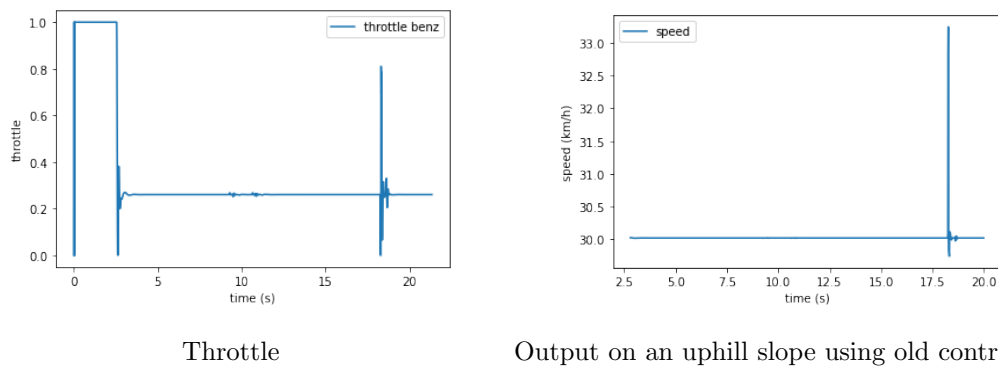 throttle benz
1.0
0.8
0.6
0.4
0.2
0.0
throttle
0 5 10 15 20
time (s)
Throttle
speed
33.0
32.5
32.0
31.5
31.0
30.5
30.0
speed (km/h)
2.5 5.0 7.5 10.0 12.5 15.0 17.5 20.0
time (s)
Output on an uphill slope using old contr